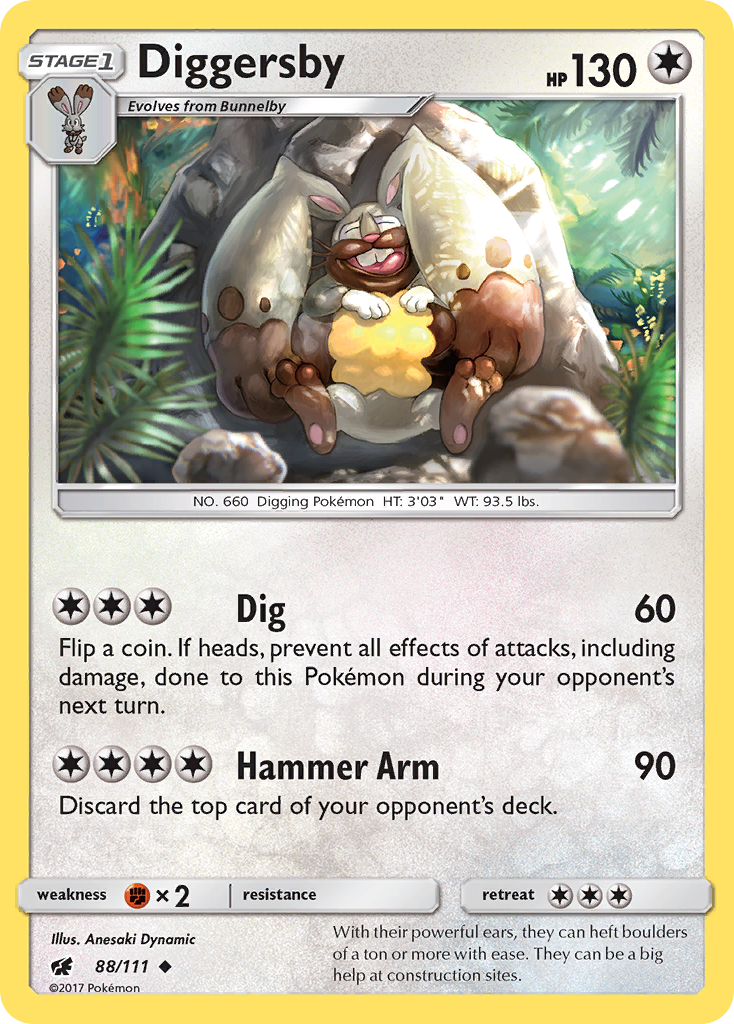 STAGE 1 Diggersby HP 130
Evolves from Bunnelby
NO. 660 Digging Pokémon HT: 3'03" WT: 93.5 lbs.
Dig 60
Flip a coin. If heads, prevent all effects of attacks, including
damage, done to this Pokémon during your opponent's
next turn.
Hammer Arm 90
Discard the top card of your opponent's deck.
weakness × 2 resistance retreat
Illus. Anesaki Dynamic
88/111
©2017 Pokémon
With their powerful ears, they can heft boulders
of a ton or more with ease. They can be a big
help at construction sites.